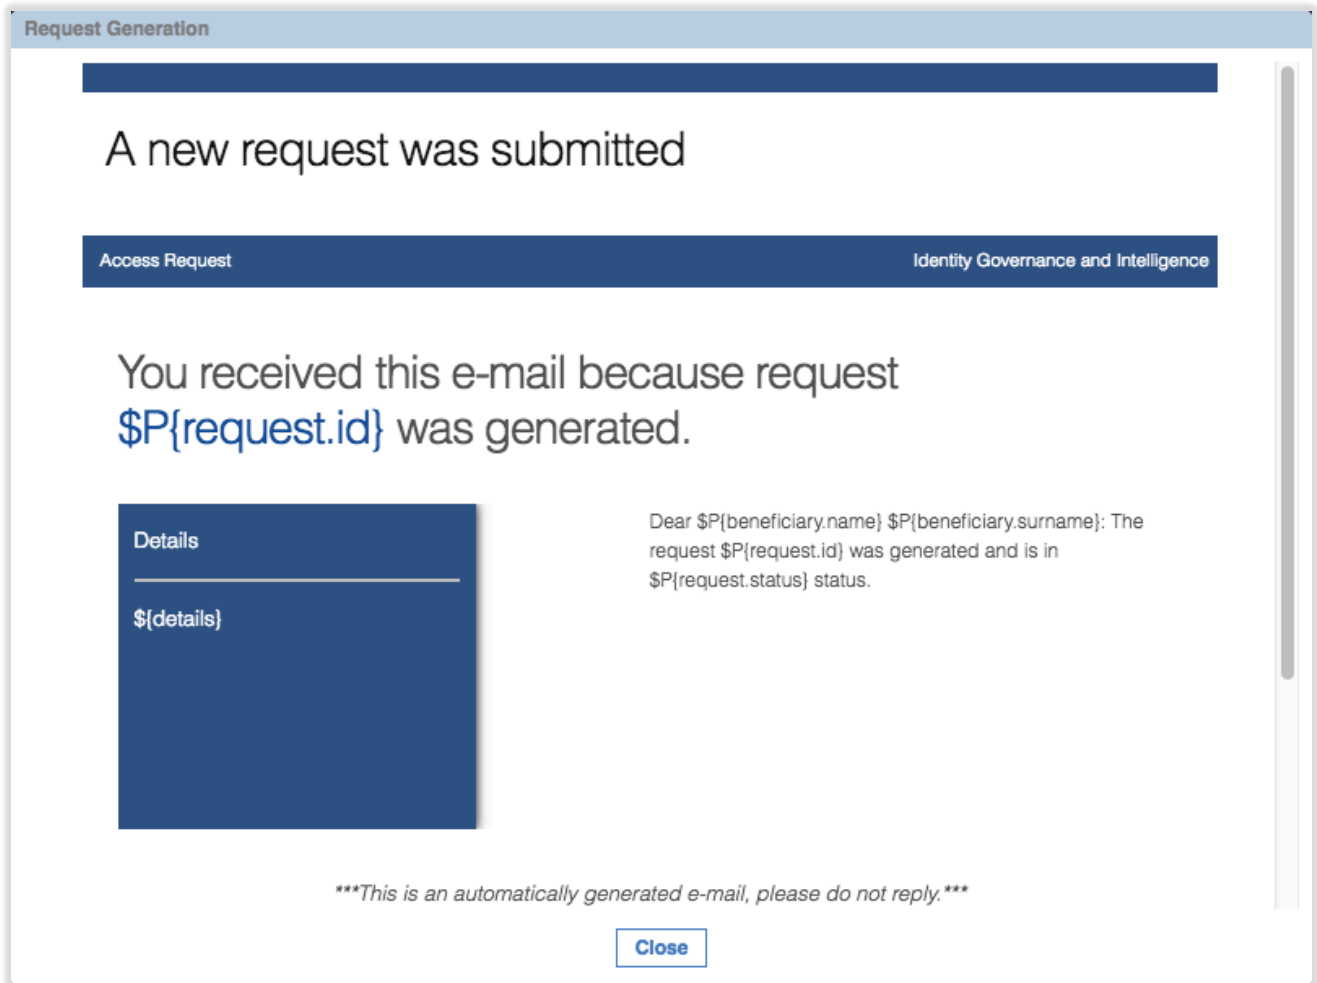 Request Generation
A new request was submitted
Access Request
Identity Governance and Intelligence
You received this e-mail because request
$P{request.id} was generated.
Details
${details}
Dear $P{beneficiary.name} $P{beneficiary.surname}: The
request $P{request.id} was generated and is in
$P{request.status} status.
***This is an automatically generated e-mail, please do not reply.***
Close